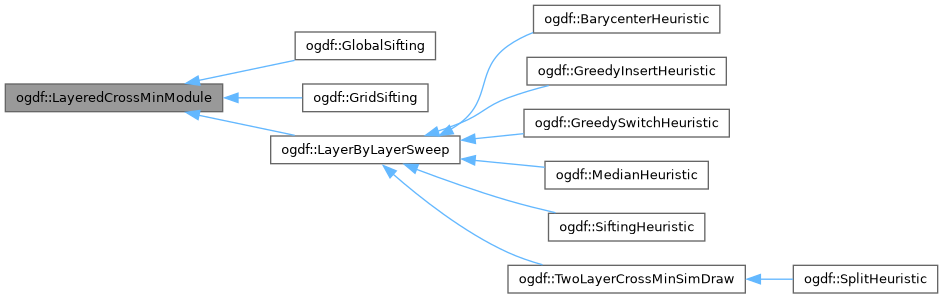 ogdf::LayeredCrossMinModule
ogdf::GlobalSifting
ogdf::GridSifting
ogdf::LayerByLayerSweep
ogdf::BarycenterHeuristic
ogdf::GreedyInsertHeuristic
ogdf::GreedySwitchHeuristic
ogdf::MedianHeuristic
ogdf::SiftingHeuristic
ogdf::TwoLayerCrossMinSimDraw
ogdf::SplitHeuristic